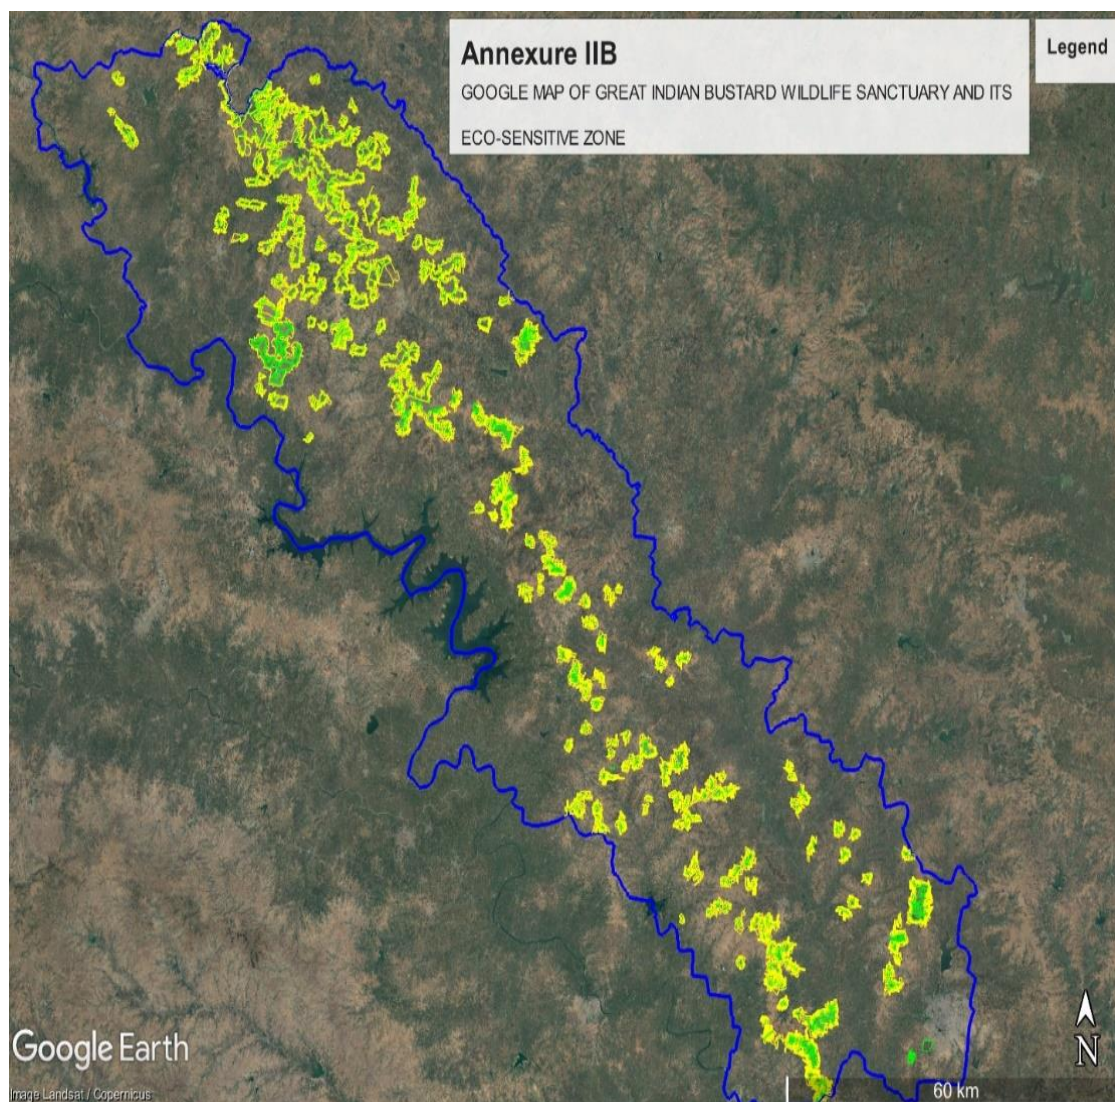 Annexure IIB
GOOGLE MAP OF GREAT INDIAN BUSTARD WILDLIFE SANCTUARY AND ITS
ECO-SENSITIVE ZONE
Legend
Google Earth
Image Landsat / Copernicus
N
60 km